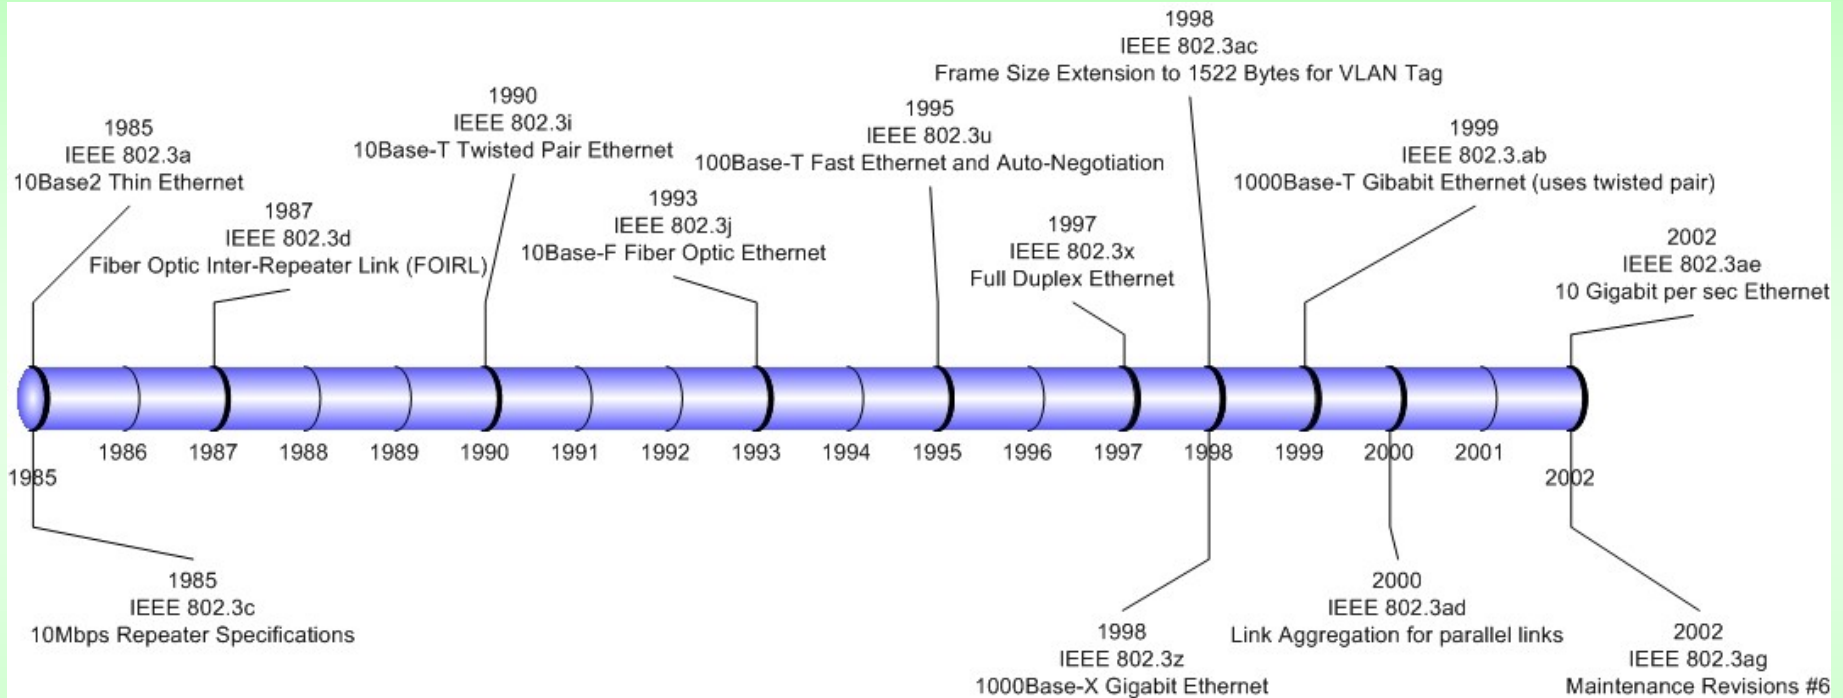 1998
IEEE 802.3ac
Frame Size Extension to 1522 Bytes for VLAN Tag
1990
IEEE 802.3i
10Base-T Twisted Pair Ethernet
1995
IEEE 802.3u
100Base-T Fast Ethernet and Auto-Negotiation
1985
IEEE 802.3a
10Base2 Thin Ethernet
1999
IEEE 802.3.ab
1000Base-T Gibabit Ethernet (uses twisted pair)
1987
IEEE 802.3d
Fiber Optic Inter-Repeater Link (FOIRL)
1993
IEEE 802.3j
10Base-F Fiber Optic Ethernet
1997
IEEE 802.3x
Full Duplex Ethernet
2002
IEEE 802.3ae
10 Gigabit per sec Ethernet
1985 1986 1987 1988 1989 1990 1991 1992 1993 1994 1995 1996 1997 1998 1999 2000 2001 2002
1985
IEEE 802.3c
10Mbps Repeater Specifications
1998
IEEE 802.3z
1000Base-X Gigabit Ethernet
2000
IEEE 802.3ad
Link Aggregation for parallel links
2002
IEEE 802.3ag
Maintenance Revisions #6